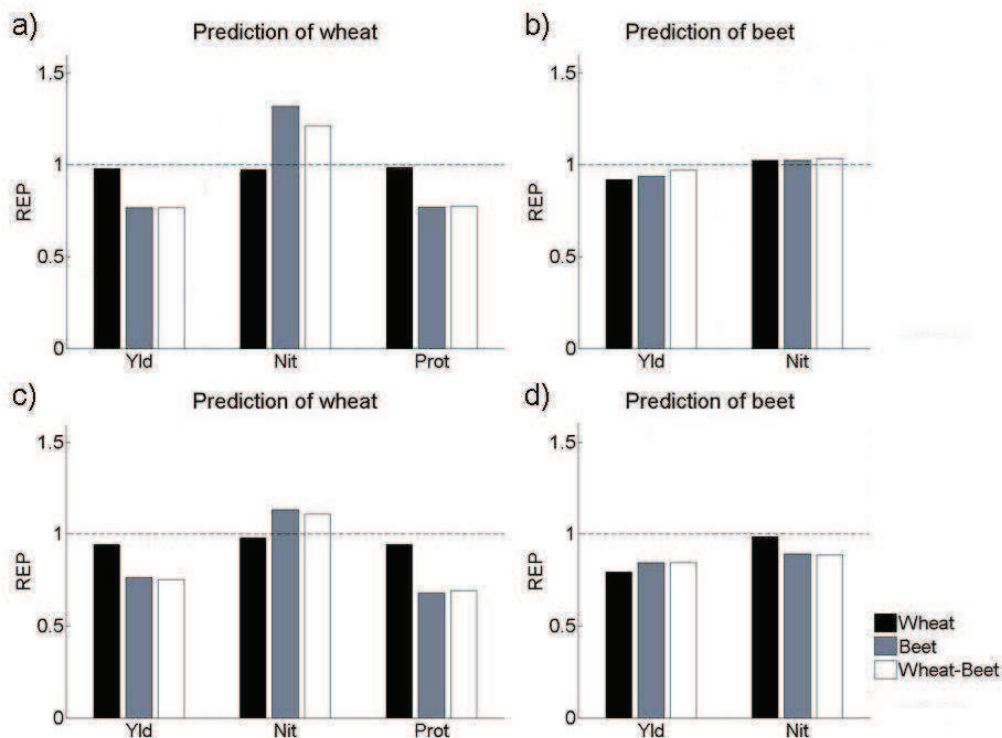 a)
Prediction of wheat
1.5
1
0.5
0
REP
Yld Nit Prot
b)
Prediction of beet
1.5
1
0.5
0
REP
Yld Nit
c)
Prediction of wheat
1.5
1
0.5
0
REP
Yld Nit Prot
d)
Prediction of beet
1.5
1
0.5
0
REP
Yld Nit
Wheat
Beet
Wheat-Beet